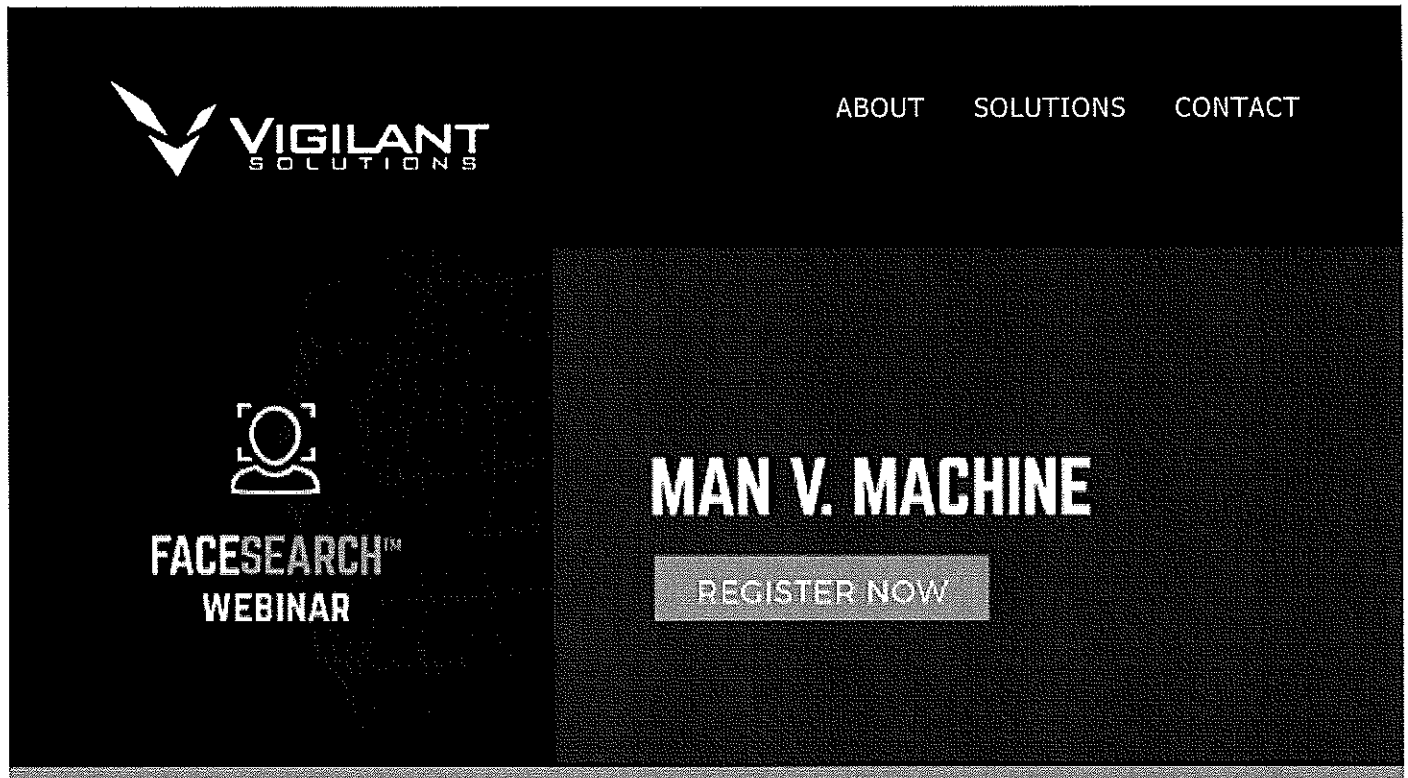 VIGILANT
SOLUTIONS
ABOUT SOLUTIONS CONTACT
FACESEARCH™
WEBINAR
MAN V. MACHINE
REGISTER NOW